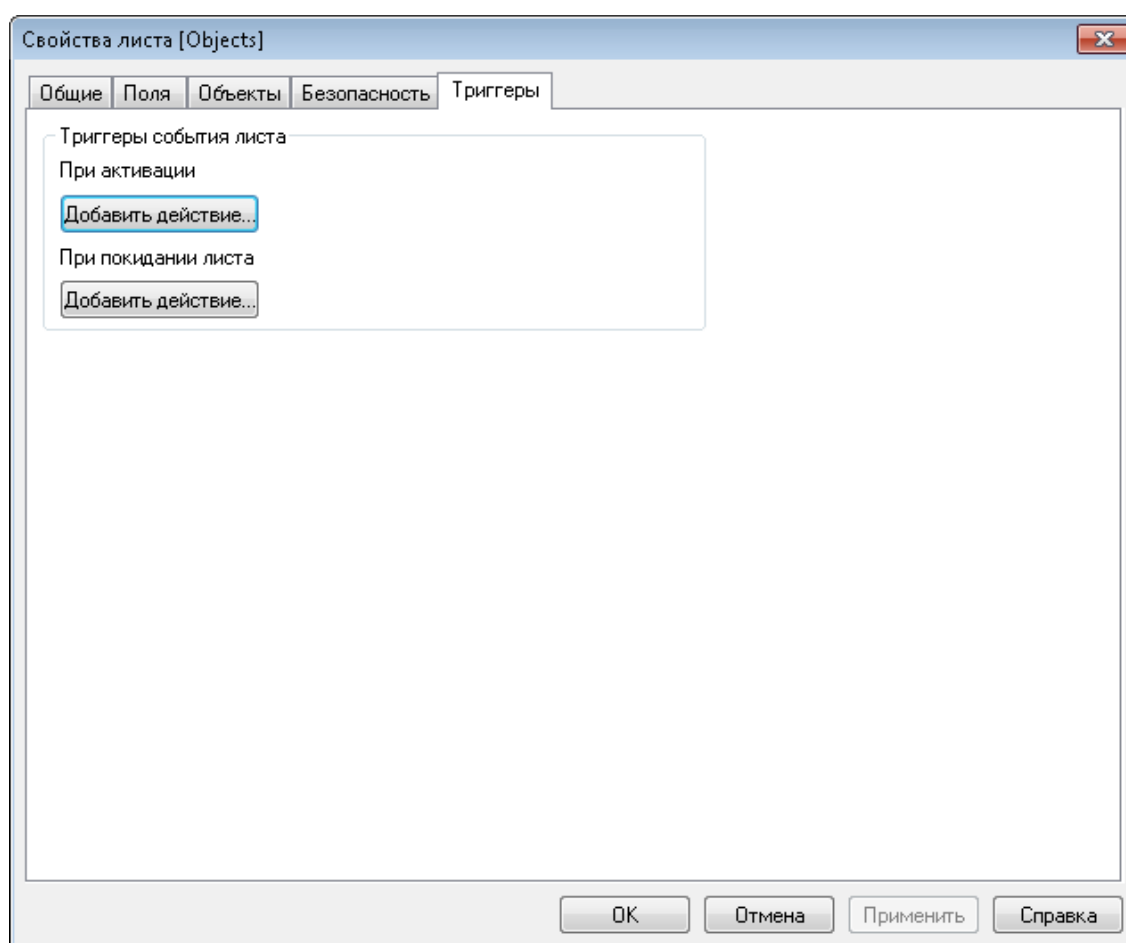 Свойства листа [Objects]
Общие Поля Объекты Безопасность Триггеры
Триггеры события листа
При активации
Добавить действие...
При покидании листа
Добавить действие...
OK Отмена Применить Справка